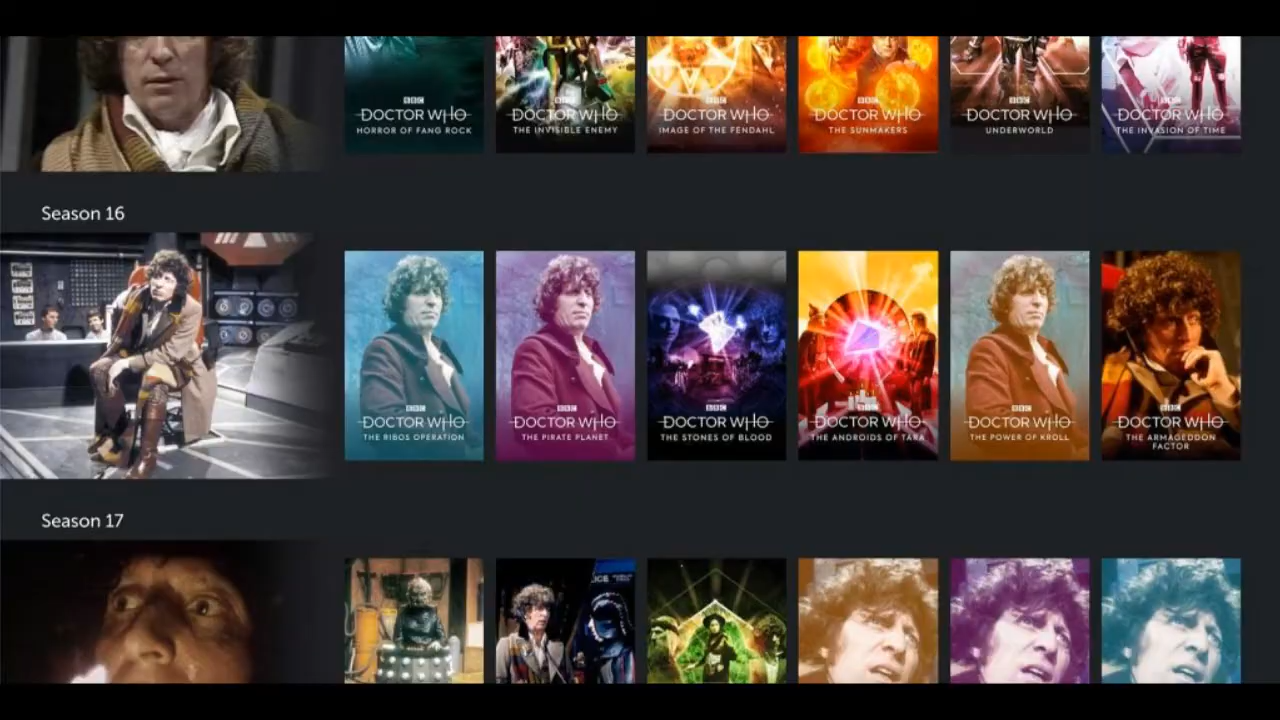 BBC
DOCTOR WHO
HORROR OF FANG ROCK
BBC
DOCTOR WHO
THE INVISIBLE ENEMY
BBC
DOCTOR WHO
IMAGE OF THE FENDAHL
BBC
DOCTOR WHO
THE SUNMAKERS
BBC
DOCTOR WHO
UNDERWORLD
BBC
DOCTOR WHO
THE INVASION OF TIME
Season 16
BBC
DOCTOR WHO
THE RIBOS OPERATION
BBC
DOCTOR WHO
THE PIRATE PLANET
BBC
DOCTOR WHO
THE STONES OF BLOOD
BBC
DOCTOR WHO
THE ANDROIDS OF TARA
BBC
DOCTOR WHO
THE POWER OF KROLL
BBC
DOCTOR WHO
THE ARMAGEDDON
FACTOR
Season 17